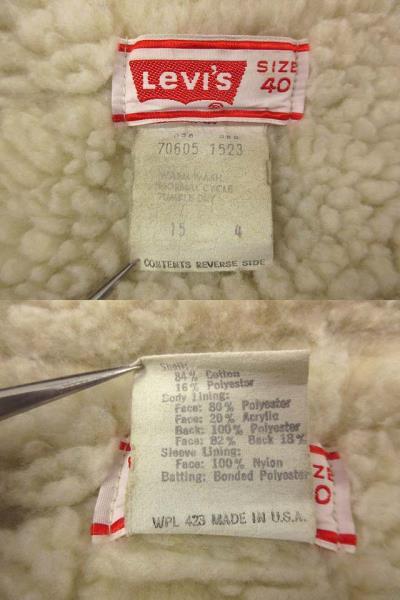 Levi's
SIZE
40
®
70605 1523
WARM WASH
NORMAL CYCLE
TUMBLE DRY
15 4
CONTENTS REVERSE SIDE
Shell:
84% Cotton
16% Polyester
Body Lining:
Face: 80% Polyester
Face: 20% Acrylic
Back: 100% Polyester
Face: 82% Back 18%
Sleeve Lining:
Face: 100% Nylon
Batting: Bonded Polyester
WPL 423 MADE IN U.S.A.